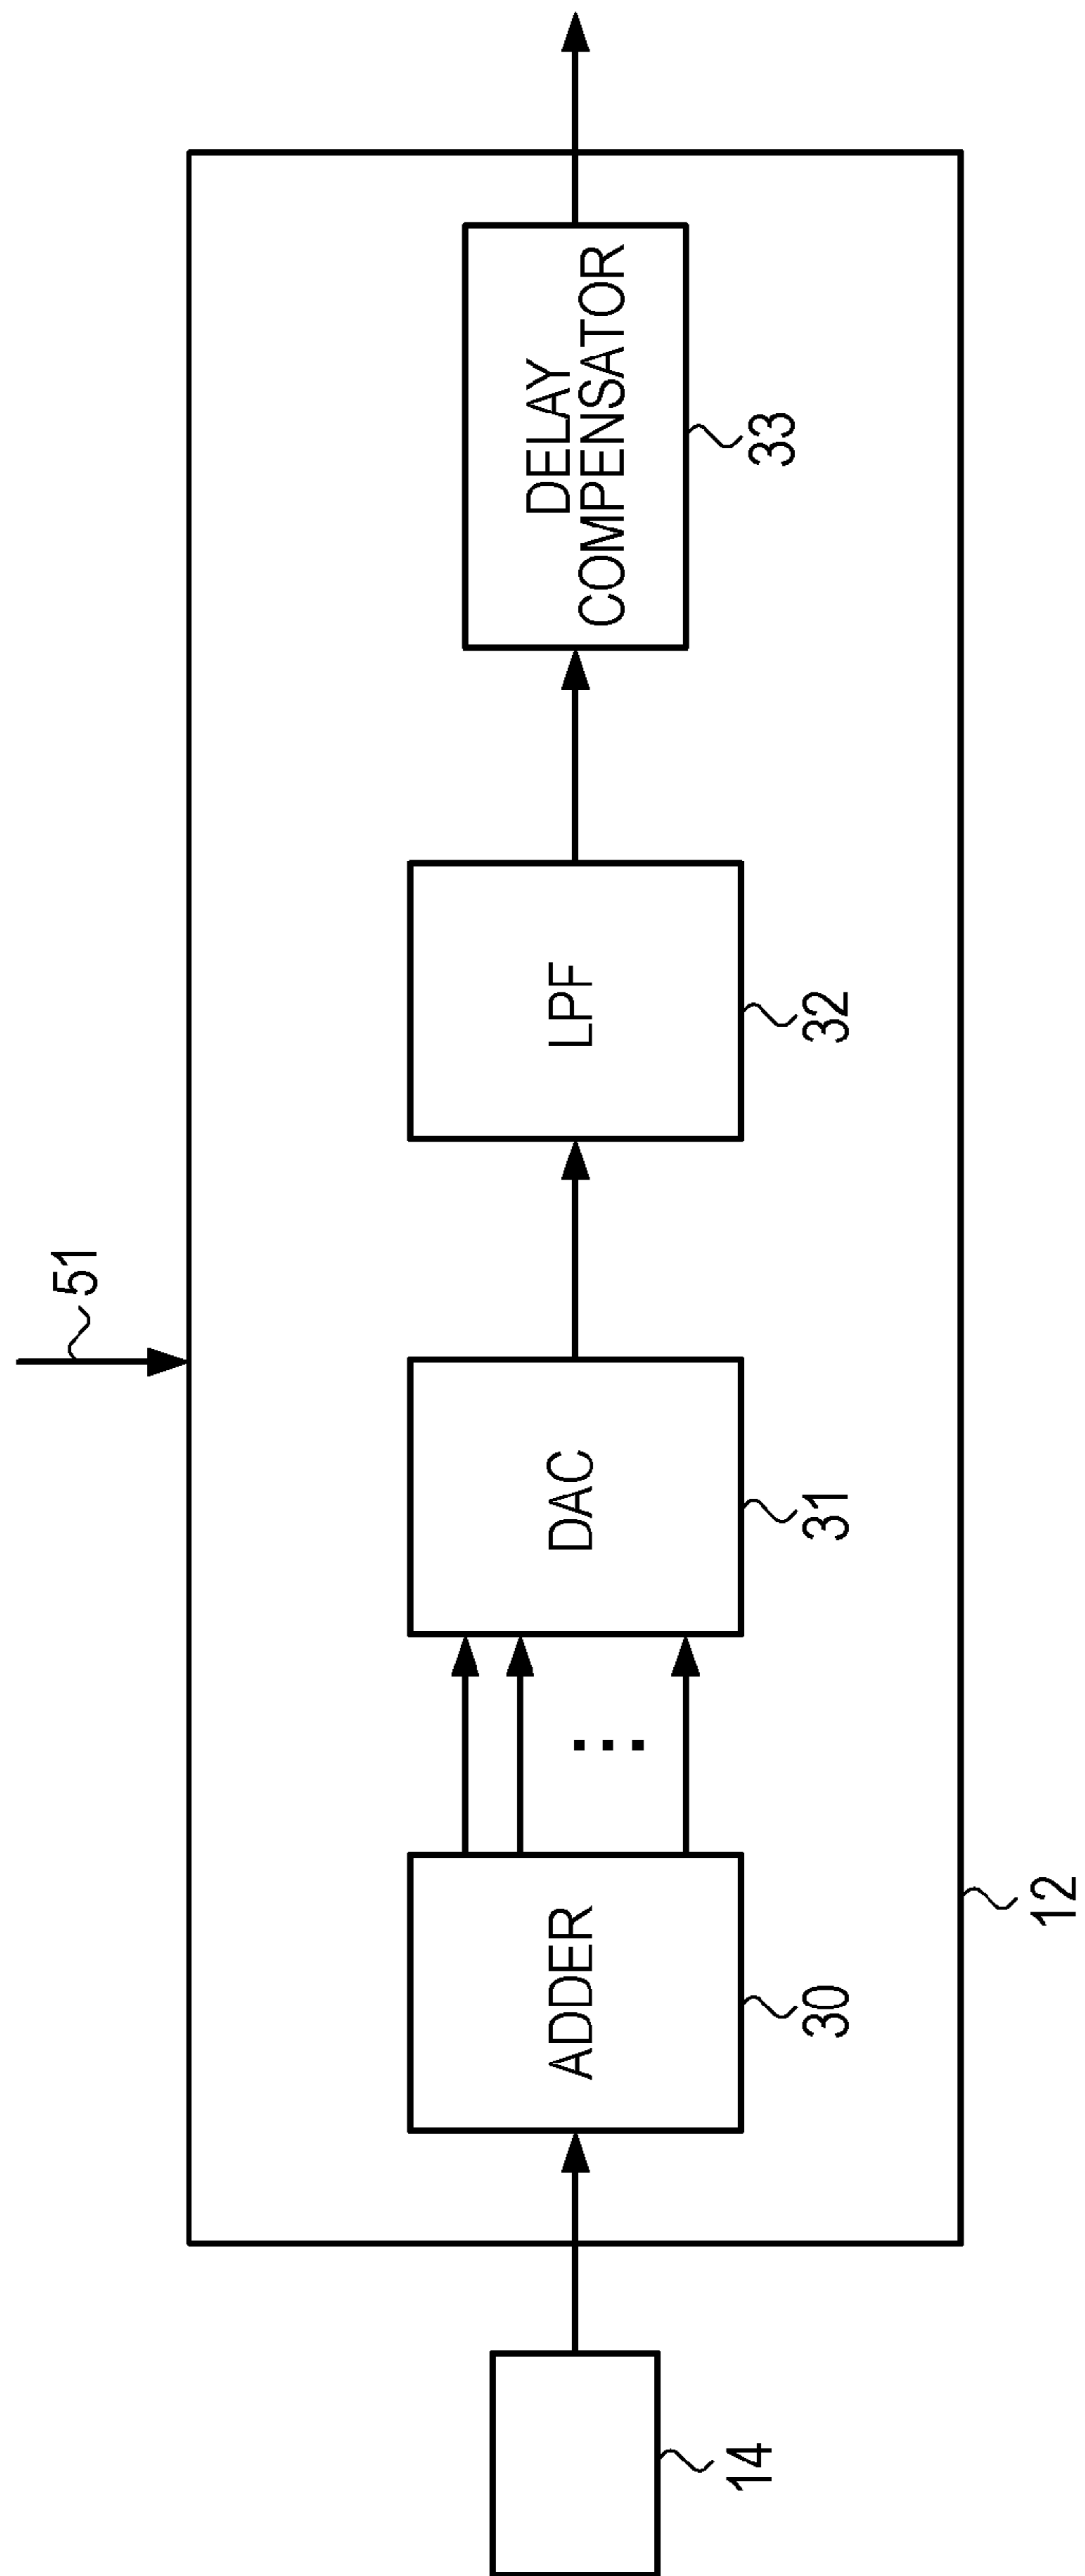 51
14
ADDER
30
DAC
31
LPF
32
DELAY
COMPENSATOR
33
12